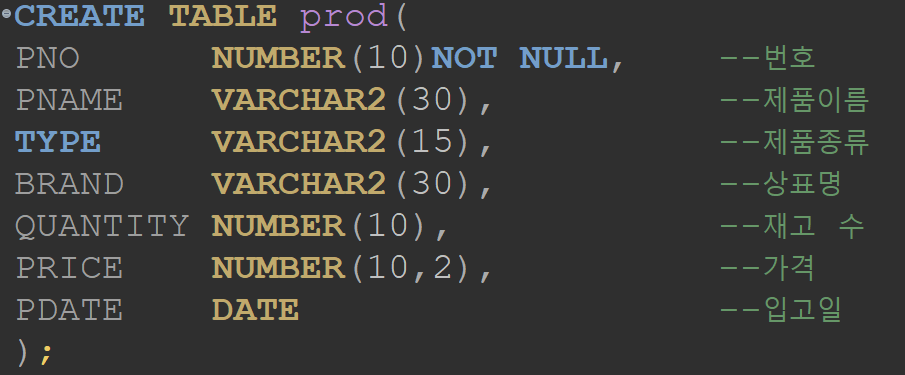 CREATE TABLE prod(
PNO NUMBER(10)NOT NULL, --번호
PNAME VARCHAR2(30), --제품이름
TYPE VARCHAR2(15), --제품종류
BRAND VARCHAR2(30), --상표명
QUANTITY NUMBER(10), --재고 수
PRICE NUMBER(10,2), --가격
PDATE DATE --입고일
);